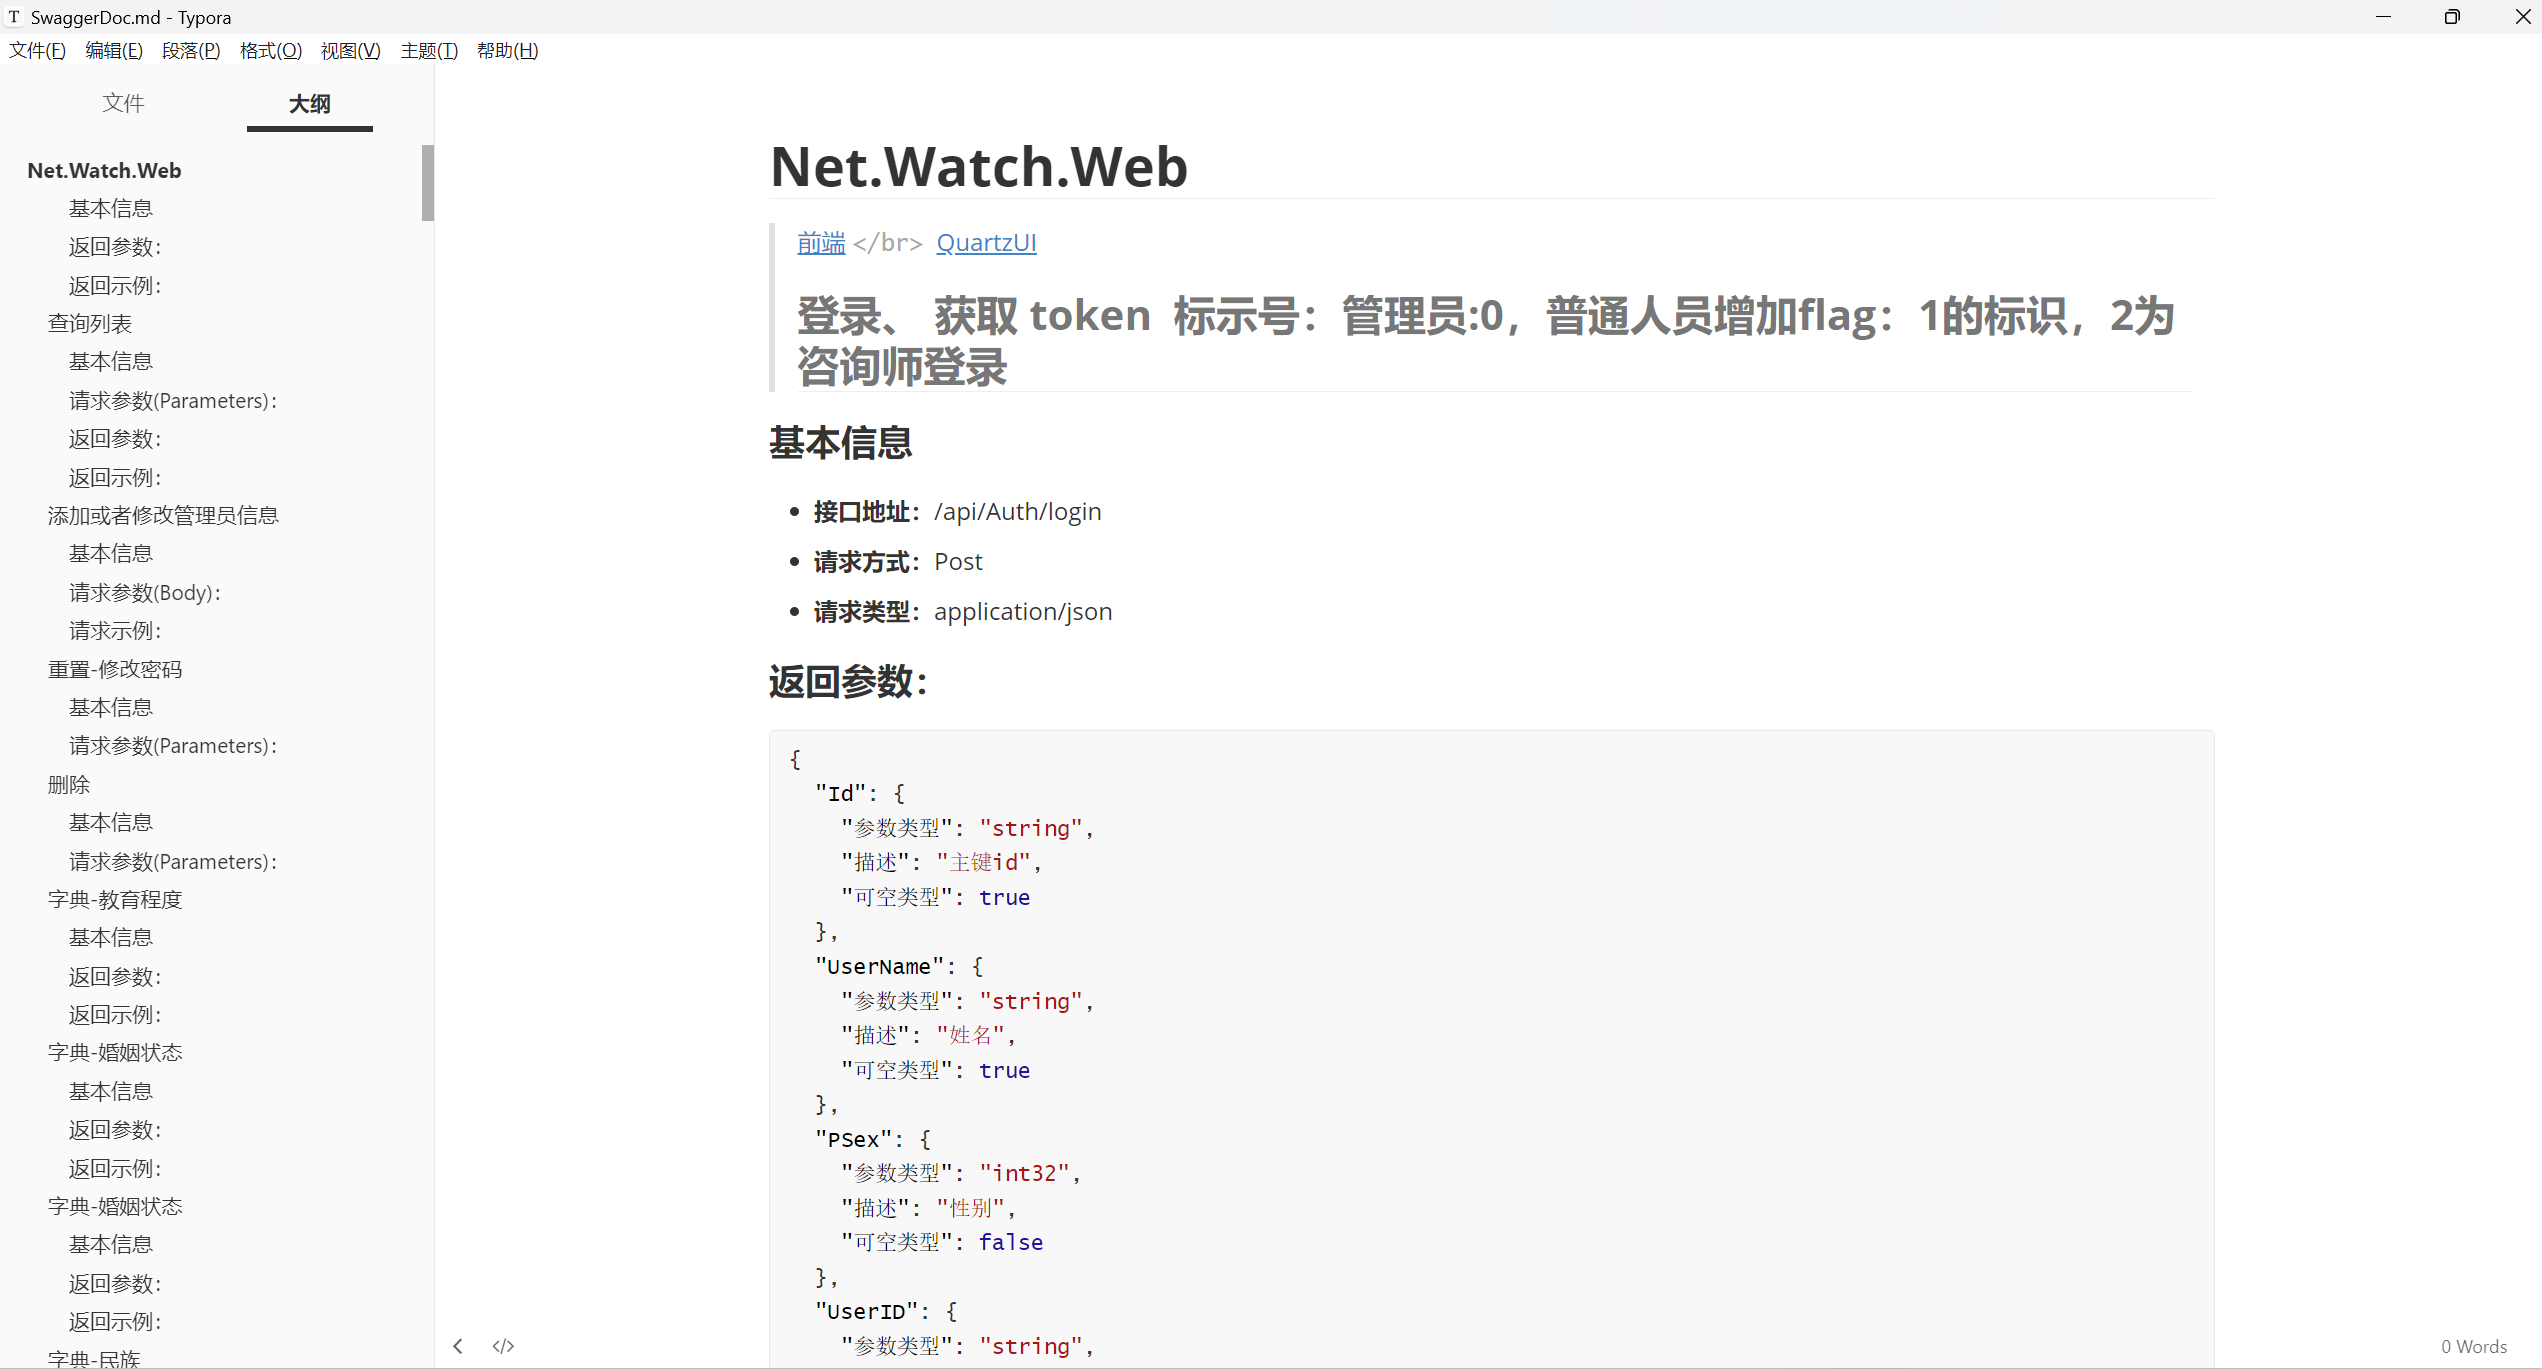 SwaggerDoc.md - Typora
文件(F) 编辑(E) 段落(P) 格式(O) 视图(V) 主题(T) 帮助(H)
文件 大纲
Net.Watch.Web
基本信息
返回参数：
返回示例：
查询列表
基本信息
请求参数(Parameters)：
返回参数：
返回示例：
添加或者修改管理员信息
基本信息
请求参数(Body)：
请求示例：
重置-修改密码
基本信息
请求参数(Parameters)：
删除
基本信息
请求参数(Parameters)：
字典-教育程度
基本信息
返回参数：
返回示例：
字典-婚姻状态
基本信息
返回参数：
返回示例：
字典-婚姻状态
基本信息
返回参数：
返回示例：
字典-民族
Net.Watch.Web
前端 </br> QuartzUI
登录、 获取 token 标示号：管理员:0，普通人员增加flag：1的标识，2为
咨询师登录
基本信息
接口地址：/api/Auth/login
请求方式：Post
请求类型：application/json
返回参数：
{
"Id": {
"参数类型": "string",
"描述": "主键id",
"可空类型": true
},
"UserName": {
"参数类型": "string",
"描述": "姓名",
"可空类型": true
},
"PSex": {
"参数类型": "int32",
"描述": "性别",
"可空类型": false
},
"UserID": {
"参数类型": "string",
</>
0 Words